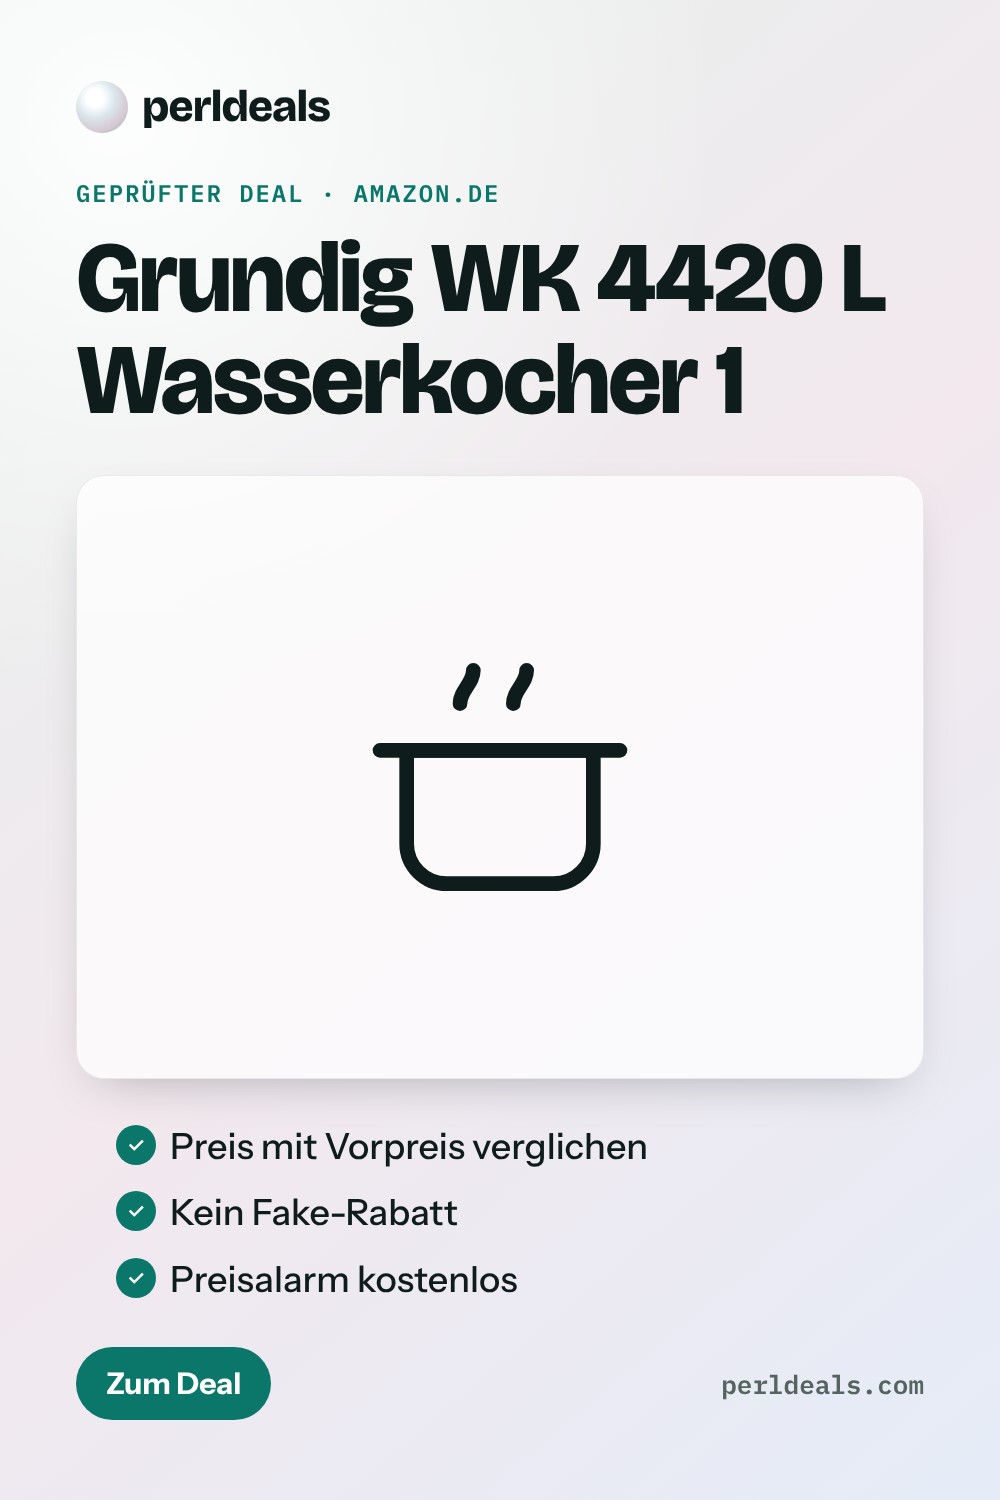 perldeals
GEPRÜFTER DEAL · AMAZON.DE
Grundig WK 4420 L
Wasserkocher 1
Preis mit Vorpreis verglichen
Kein Fake-Rabatt
Preisalarm kostenlos
Zum Deal
perldeals.com